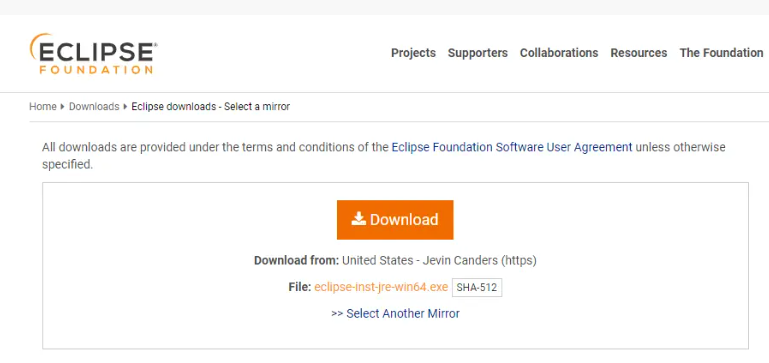 ECLIPSE®
FOUNDATION
Projects Supporters Collaborations Resources The Foundation
Home Downloads Eclipse downloads - Select a mirror
All downloads are provided under the terms and conditions of the Eclipse Foundation Software User Agreement unless otherwise
specified.
Download
Download from: United States - Jevin Canders (https)
File: eclipse-inst-jre-win64.exe SHA-512
>> Select Another Mirror